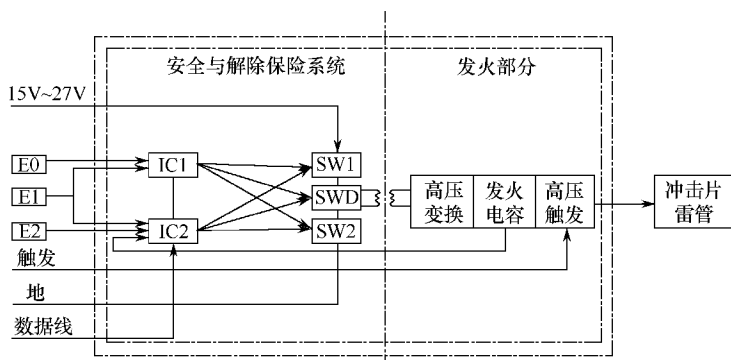 安全与解除保险系统
发火部分
15V~27V
E0
IC1
SW1
E1
SWD
高压变换
发火电容
高压触发
冲击片雷管
E2
IC2
SW2
触发
地
数据线